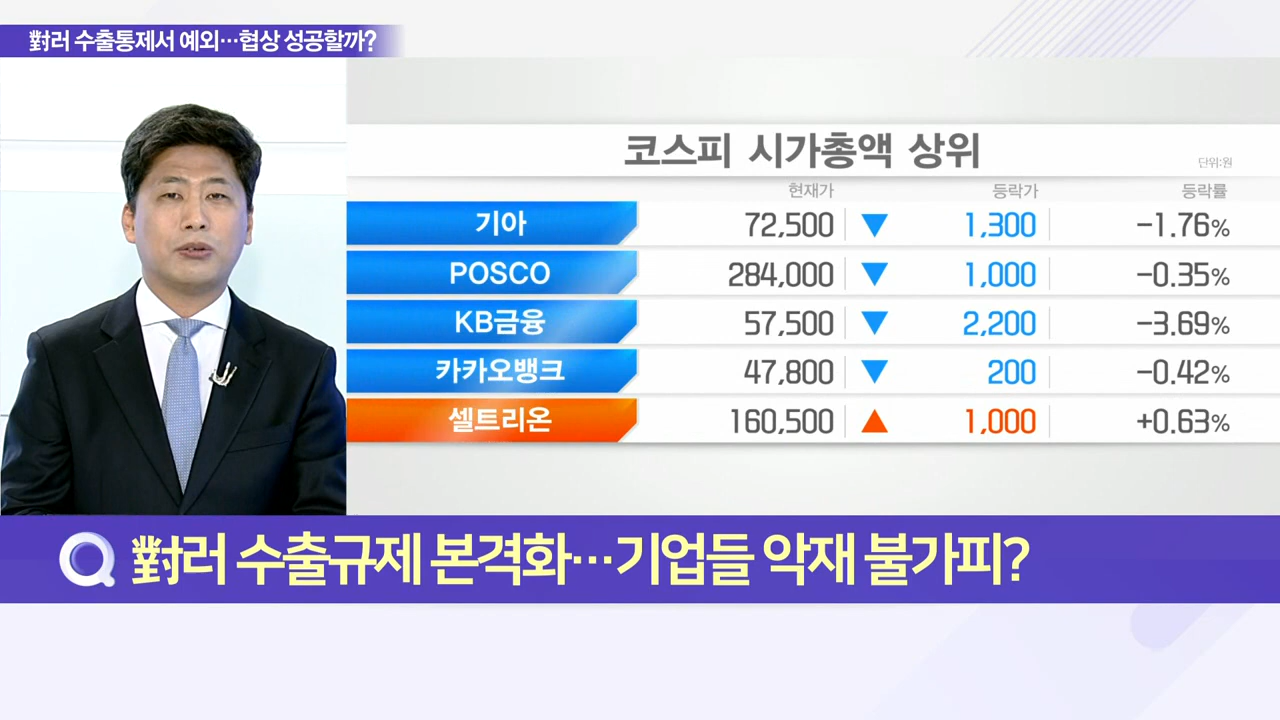 對러 수출통제서 예외…협상 성공할까?
코스피 시가총액 상위
단위:원
현재가 등락가 등락률
기아 72,500 ▼ 1,300 -1.76%
POSCO 284,000 ▼ 1,000 -0.35%
KB금융 57,500 ▼ 2,200 -3.69%
카카오뱅크 47,800 ▼ 200 -0.42%
셀트리온 160,500 ▲ 1,000 +0.63%
Q 對러 수출규제 본격화…기업들 악재 불가피?